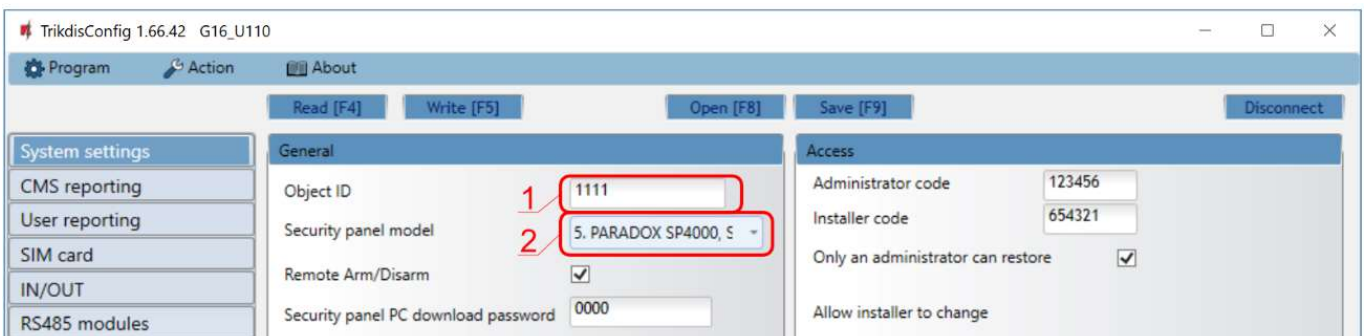 TrikdisConfig 1.66.42 G16_U110
Program Action About
Read [F4] Write [F5] Open [F8] Save [F9] Disconnect
System settings
CMS reporting
User reporting
SIM card
IN/OUT
RS485 modules
General
Object ID 1 1111
Security panel model 2 5. PARADOX SP4000, S
Remote Arm/Disarm
Security panel PC download password 0000
Access
Administrator code 123456
Installer code 654321
Only an administrator can restore
Allow installer to change